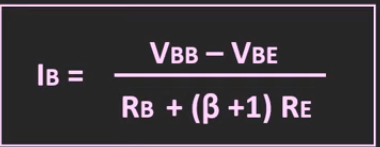 IB = VBB – VBE
RB + (β +1) RE